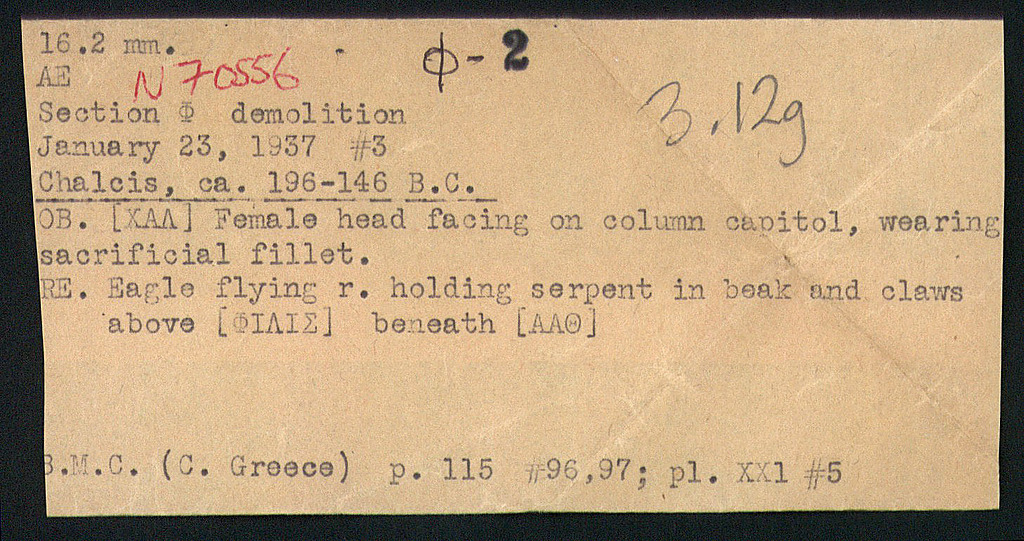 16.2 mm.
Φ-2
AE
N 70556
3.12g
Section Φ demolition
January 23, 1937 #3
Chalcis, ca. 196-146 B.C.
OB. [ΧΑΛ] Female head facing on column capitol, wearing
sacrificial fillet.
RE. Eagle flying r. holding serpent in beak and claws
above [ΦΙΛΙΣ] beneath [ΑΛΘ]
B.M.C. (C. Greece) p. 115 #96,97; pl. XXl #5